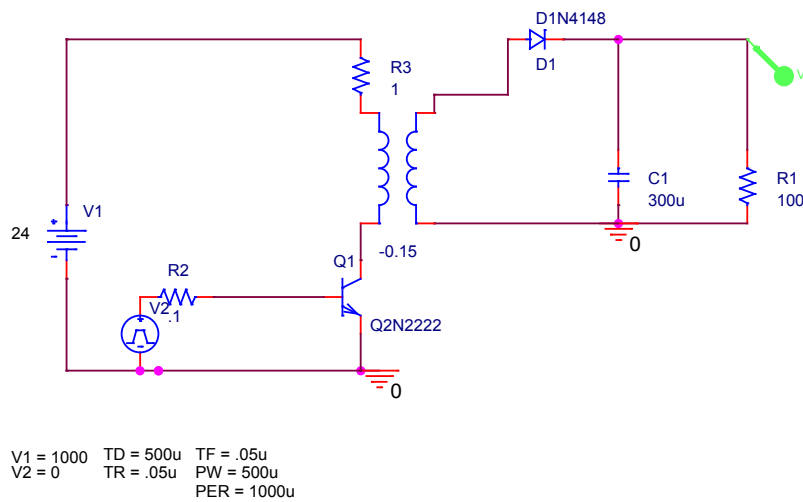 D1N4148
D1
R3
1
V
V1
24
C1
300u
R1
100
0
-0.15
Q1
R2
V2
.1
Q2N2222
0
V1 = 1000 TD = 500u TF = .05u
V2 = 0 TR = .05u PW = 500u
PER = 1000u